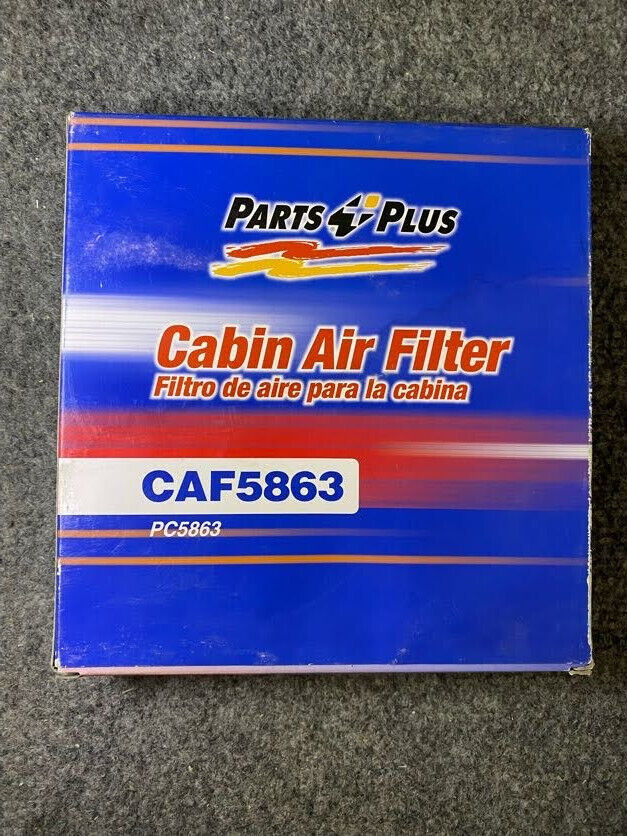 PARTS PLUS
Cabin Air Filter
Filtro de aire para la cabina
CAF5863
PC5863